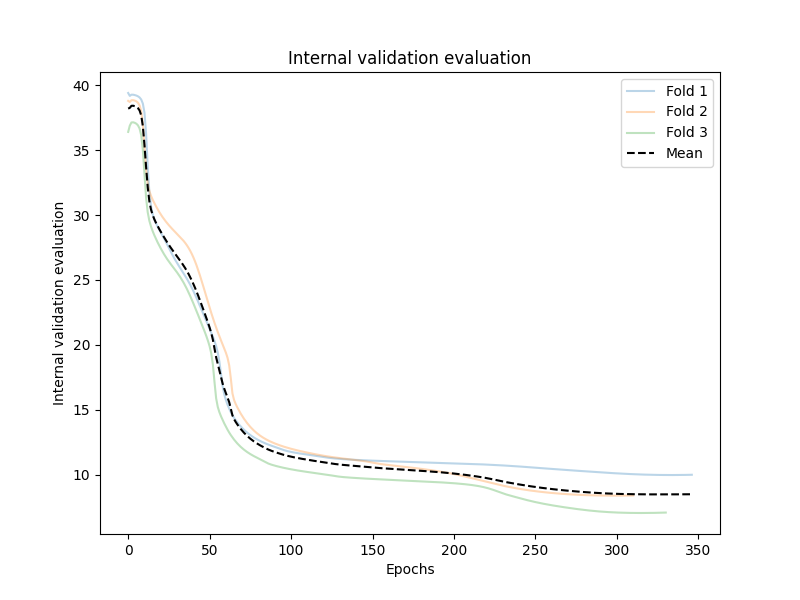 Internal validation evaluation
Fold 1
Fold 2
Fold 3
Mean
Internal validation evaluation
40
35
30
25
20
15
10
0 50 100 150 200 250 300 350
Epochs